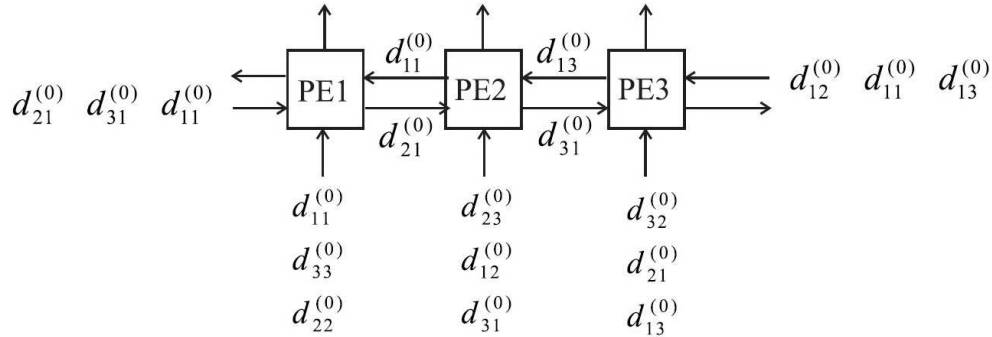 d_{11}^{(0)} d_{13}^{(0)}
PE1 PE2 PE3
d_{21}^{(0)} d_{31}^{(0)} d_{11}^{(0)} d_{12}^{(0)} d_{11}^{(0)} d_{13}^{(0)}
d_{21}^{(0)} d_{31}^{(0)}
d_{11}^{(0)} d_{23}^{(0)} d_{32}^{(0)}
d_{33}^{(0)} d_{12}^{(0)} d_{21}^{(0)}
d_{22}^{(0)} d_{31}^{(0)} d_{13}^{(0)}